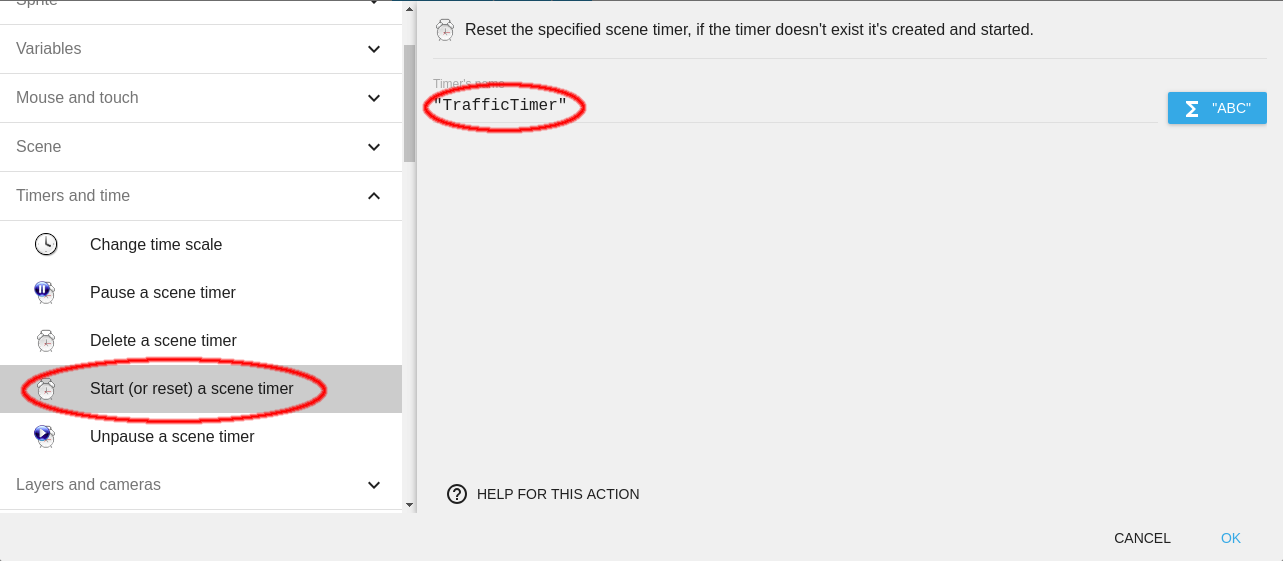 Sprite
Variables
Mouse and touch
Scene
Timers and time
Change time scale
Pause a scene timer
Delete a scene timer
Start (or reset) a scene timer
Unpause a scene timer
Layers and cameras
Reset the specified scene timer, if the timer doesn't exist it's created and started.
Timer's name
"TrafficTimer"
"ABC"
HELP FOR THIS ACTION
CANCEL
OK